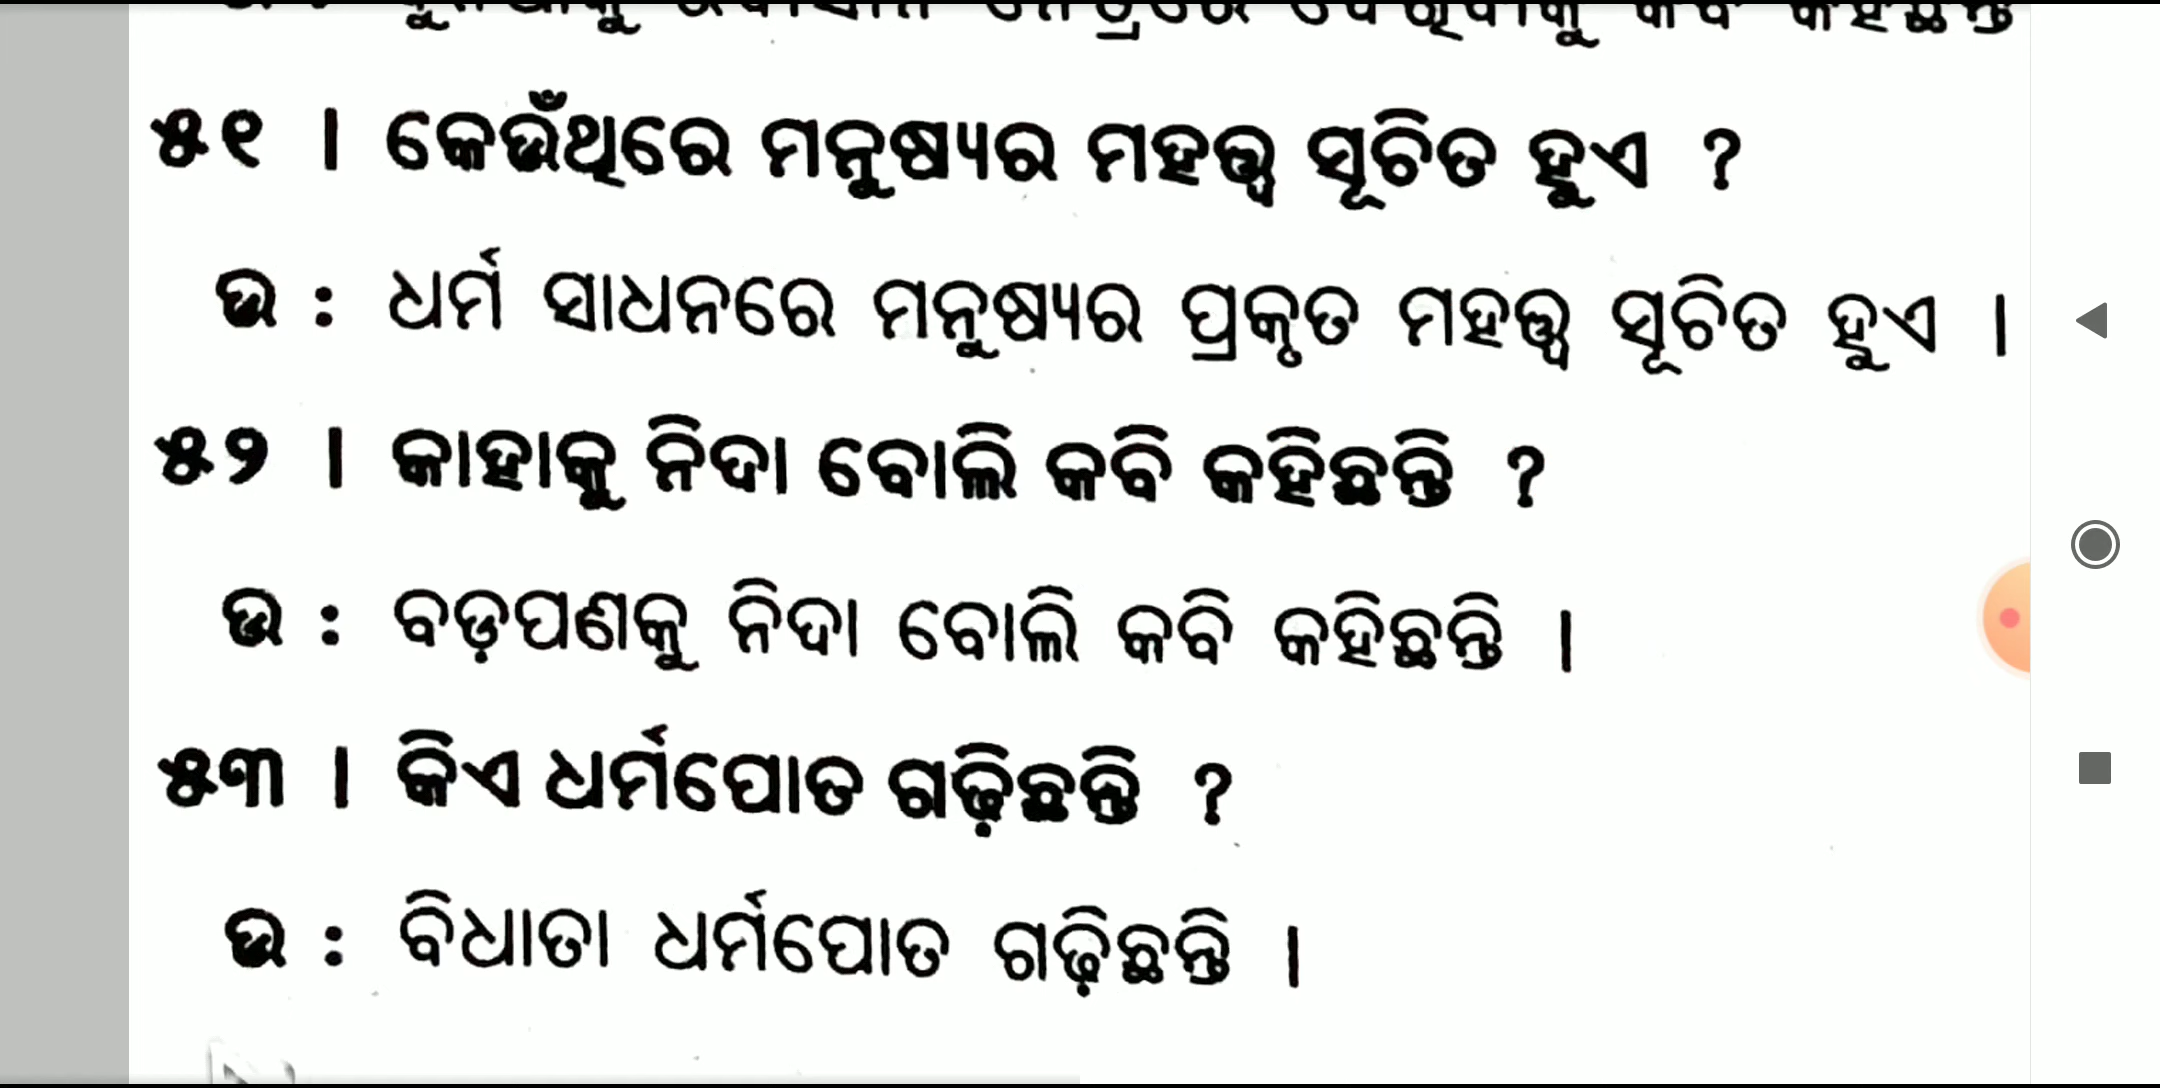 ୫୧ । କେଉଁଥିରେ ମନୁଷ୍ୟର ମହତ୍ତ୍ୱ ସୂଚିତ ହୁଏ ?
ଉ : ଧର୍ମ ସାଧନରେ ମନୁଷ୍ୟର ପ୍ରକୃତ ମହତ୍ତ୍ୱ ସୂଚିତ ହୁଏ ।
୫୨ । କାହାକୁ ନିଦା ବୋଲି କବି କହିଛନ୍ତି ?
ଉ : ବଡ଼ପଣକୁ ନିଦା ବୋଲି କବି କହିଛନ୍ତି ।
୫୩ । କିଏ ଧର୍ମପୋତ ଗଢ଼ିଛନ୍ତି ?
ଉ : ବିଧାତା ଧର୍ମପୋତ ଗଢ଼ିଛନ୍ତି ।